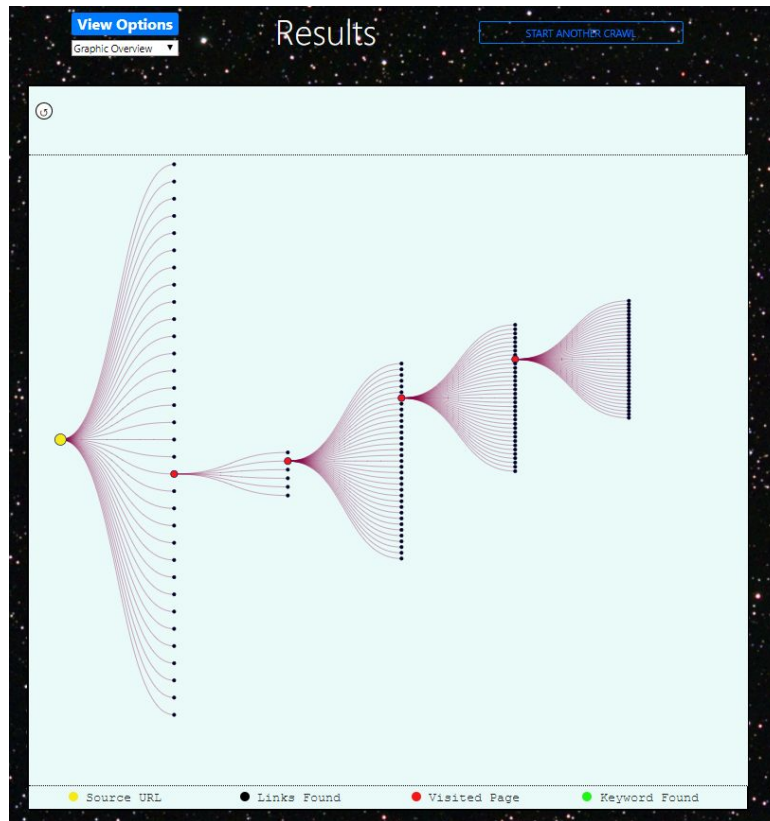 View Options
Graphic Overview
Results
START ANOTHER CRAWL
Source URL
Links Found
Visited Page
Keyword Found